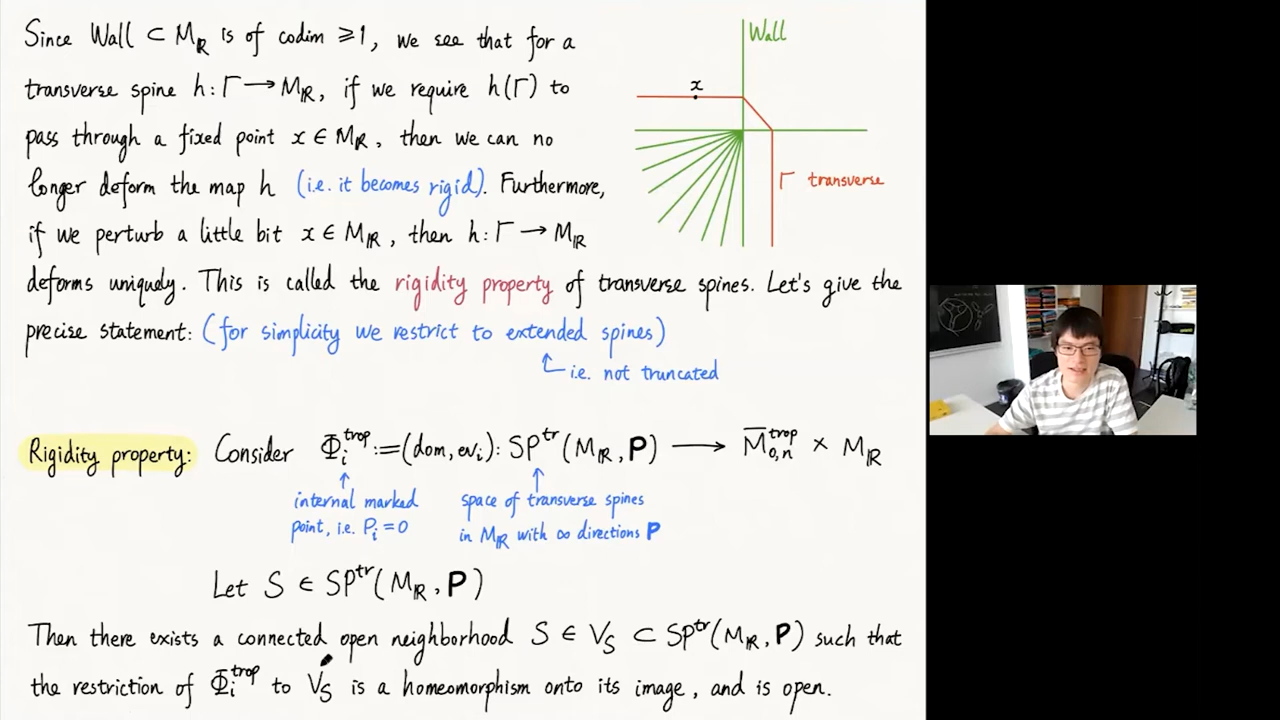 Since Wall ⊂ M_ℝ is of codim ≥1, we see that for a
transverse spine h: Γ → M_ℝ, if we require h(Γ) to
pass through a fixed point x ∈ M_ℝ, then we can no
longer deform the map h (i.e. it becomes rigid). Furthermore,
if we perturb a little bit x ∈ M_ℝ, then h: Γ → M_ℝ
deforms uniquely. This is called the rigidity property of transverse spines. Let's give the
precise statement: (for simplicity we restrict to extended spines)
i.e. not truncated
Wall
x
Γ transverse
Rigidity property: Consider Φ_i^trop := (dom, ev_i): SP^tr(M_ℝ, P) ⟶ M̅_{0,n}^trop × M_ℝ
internal marked
point, i.e. P_i = 0
space of transverse spines
in M_ℝ with ∞ directions P
Let S ∈ SP^tr(M_ℝ, P)
Then there exists a connected open neighborhood S ∈ V_S ⊂ SP^tr(M_ℝ, P) such that
the restriction of Φ_i^trop to V_S is a homeomorphism onto its image, and is open.